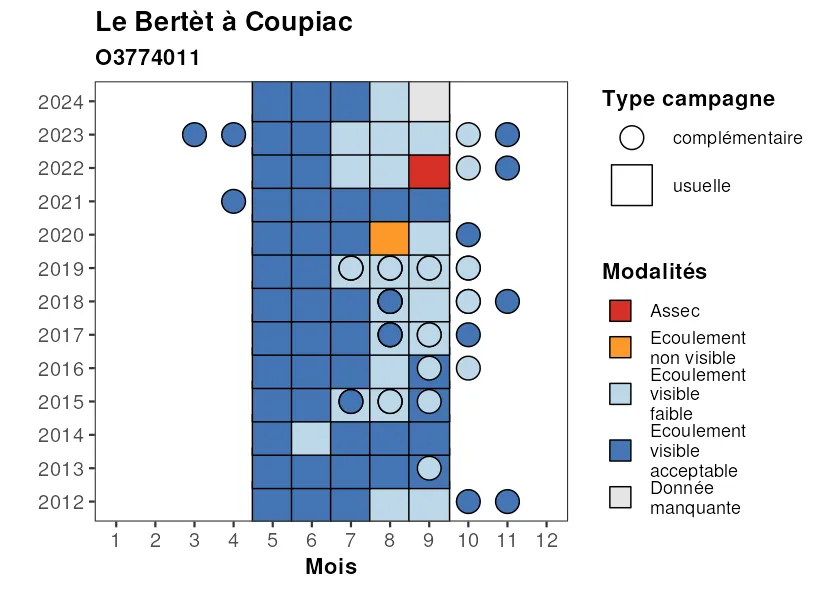 Le Bertèt à Coupiac
O3774011
2024
2023
2022
2021
2020
2019
2018
2017
2016
2015
2014
2013
2012
1 2 3 4 5 6 7 8 9 10 11 12
Mois
Type campagne
complémentaire
usuelle
Modalités
Assec
Ecoulement
non visible
Ecoulement
visible
faible
Ecoulement
visible
acceptable
Donnée
manquante